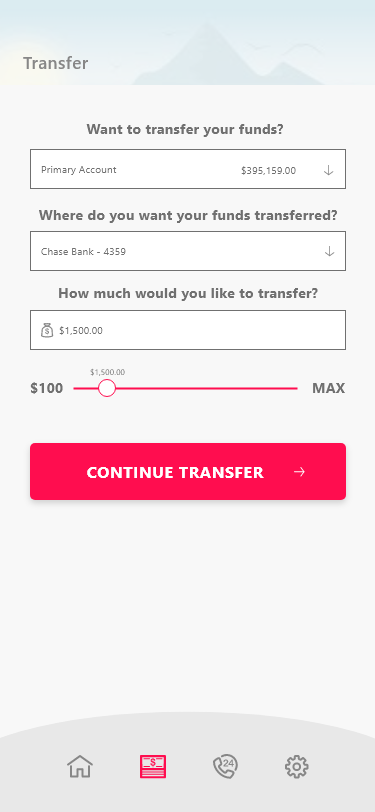 Transfer
Want to transfer your funds?
Primary Account $395,159.00
Where do you want your funds transferred?
Chase Bank - 4359
How much would you like to transfer?
$ $1,500.00
$1,500.00
$100 MAX
CONTINUE TRANSFER
$ 24